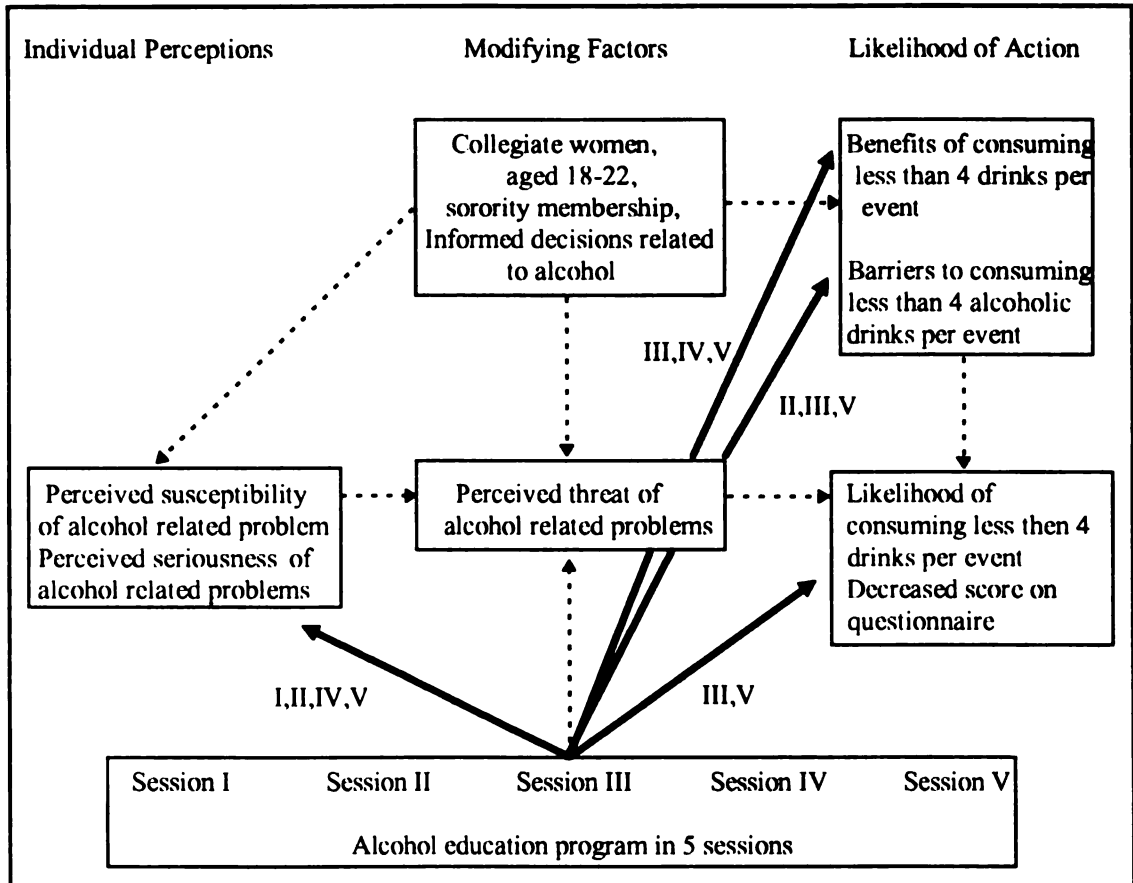 Individual Perceptions
Modifying Factors
Likelihood of Action
Collegiate women,
aged 18-22,
sorority membership,
Informed decisions related
to alcohol
Benefits of consuming
less than 4 drinks per
event
Barriers to consuming
less than 4 alcoholic
drinks per event
III,IV,V
II,III,V
Perceived susceptibility
of alcohol related problem
Perceived seriousness of
alcohol related problems
Perceived threat of
alcohol related problems
Likelihood of
consuming less then 4
drinks per event
Decreased score on
questionnaire
I,II,IV,V
III,V
Session I
Session II
Session III
Session IV
Session V
Alcohol education program in 5 sessions